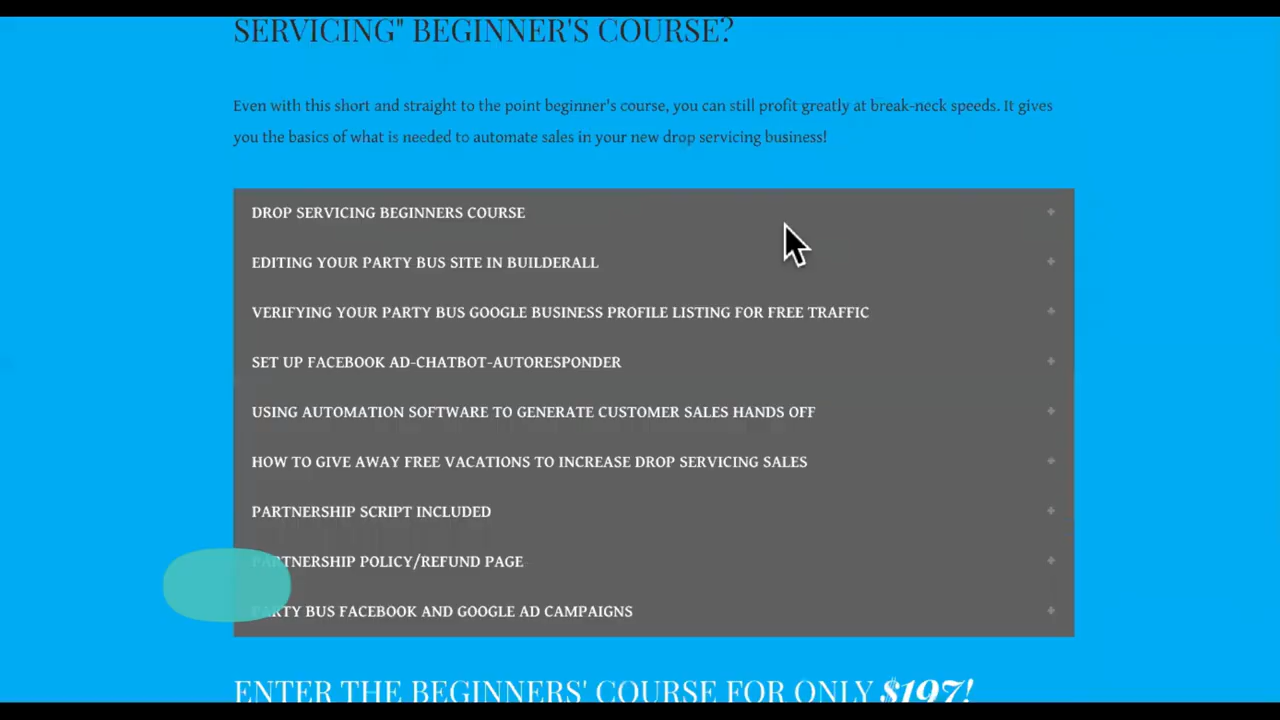 SERVICING" BEGINNER'S COURSE?
Even with this short and straight to the point beginner's course, you can still profit greatly at break-neck speeds. It gives
you the basics of what is needed to automate sales in your new drop servicing business!
DROP SERVICING BEGINNERS COURSE +
EDITING YOUR PARTY BUS SITE IN BUILDERALL +
VERIFYING YOUR PARTY BUS GOOGLE BUSINESS PROFILE LISTING FOR FREE TRAFFIC +
SET UP FACEBOOK AD-CHATBOT-AUTORESPONDER +
USING AUTOMATION SOFTWARE TO GENERATE CUSTOMER SALES HANDS OFF +
HOW TO GIVE AWAY FREE VACATIONS TO INCREASE DROP SERVICING SALES +
PARTNERSHIP SCRIPT INCLUDED +
PARTNERSHIP POLICY/REFUND PAGE +
PARTY BUS FACEBOOK AND GOOGLE AD CAMPAIGNS +
ENTER THE BEGINNERS' COURSE FOR ONLY $197!